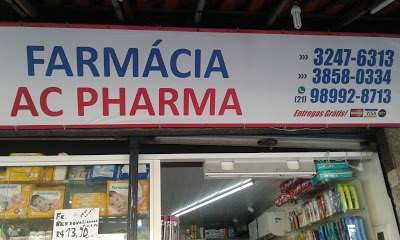 FARMÁCIA
AC PHARMA
››› 3247-6313
››› 3858-0334
(21) 98992-8713
Entregas Grátis!
R$ 13,90